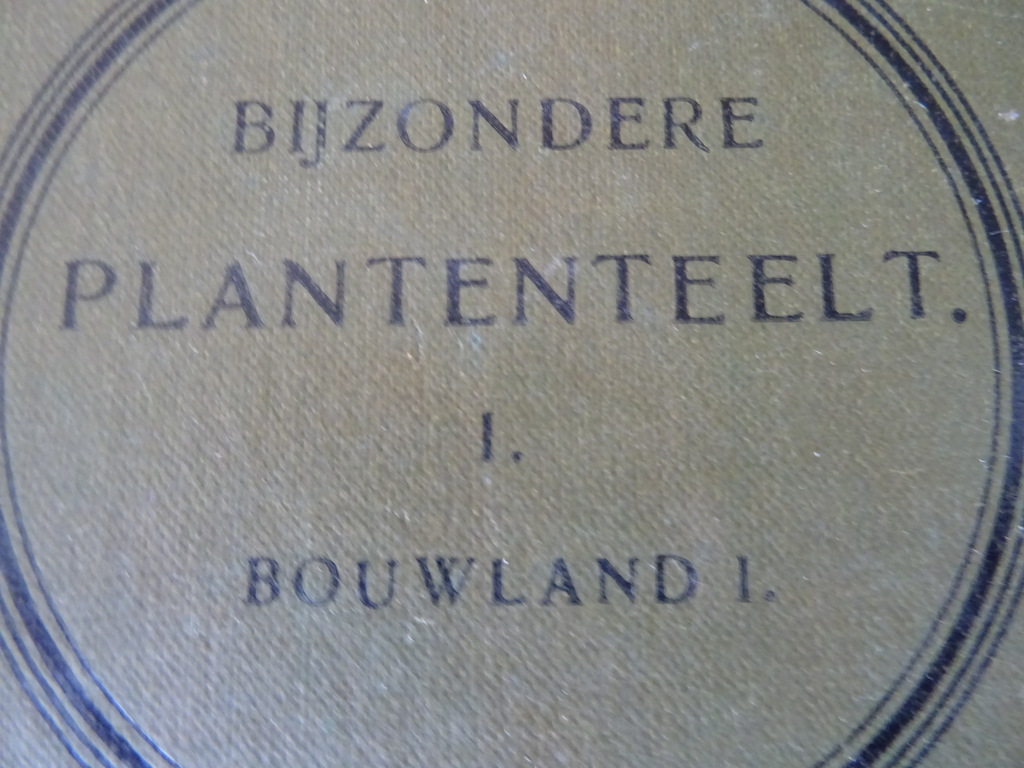 BIJZONDERE
PLANTENTEELT.
I.
BOUWLAND I.